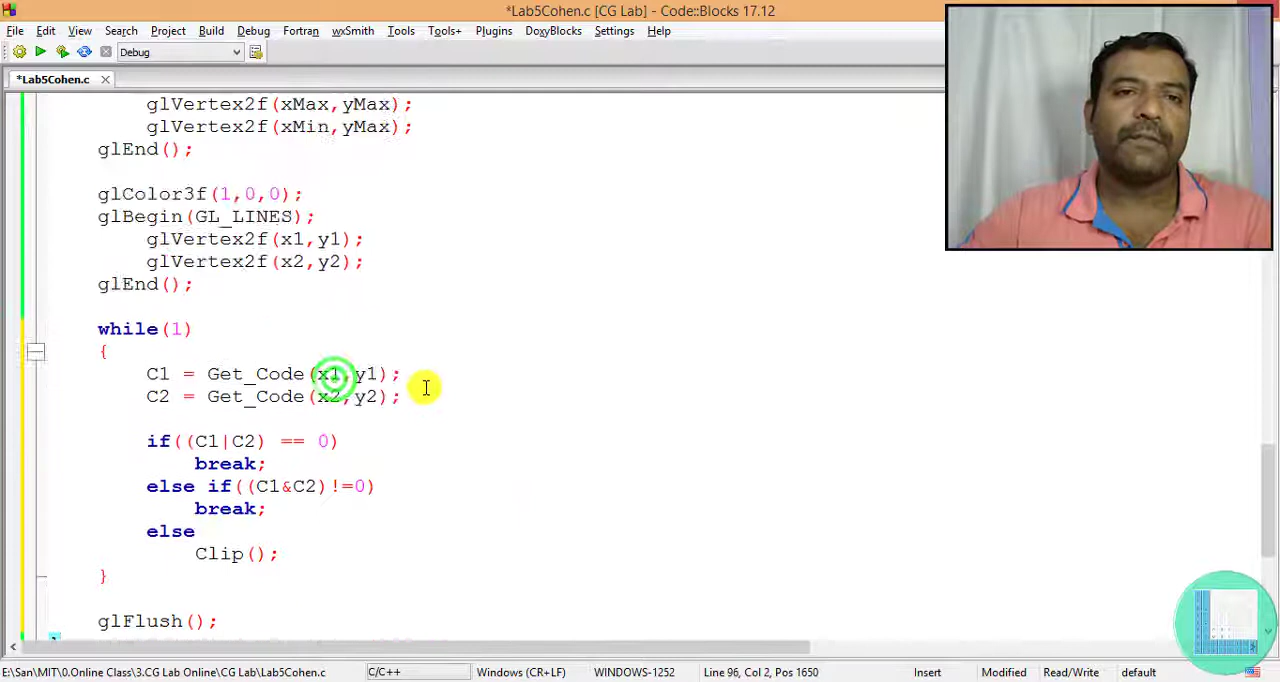 *Lab5Cohen.c [CG Lab] - Code::Blocks 17.12
File Edit View Search Project Build Debug Fortran wxSmith Tools Tools+ Plugins DoxyBlocks Settings Help
Debug
*Lab5Cohen.c
glVertex2f(xMax,yMax);
glVertex2f(xMin,yMax);
glEnd();
glColor3f(1,0,0);
glBegin(GL_LINES);
glVertex2f(x1,y1);
glVertex2f(x2,y2);
glEnd();
while(1)
{
C1 = Get_Code(x1,y1);
C2 = Get_Code(x2,y2);
if((C1|C2) == 0)
break;
else if((C1&C2)!=0)
break;
else
Clip();
}
glFlush();
E:\San\MIT\0.Online Class\3.CG Lab Online\CG Lab\Lab5Cohen.c C/C++ Windows (CR+LF) WINDOWS-1252 Line 96, Col 2, Pos 1650 Insert Modified Read/Write default